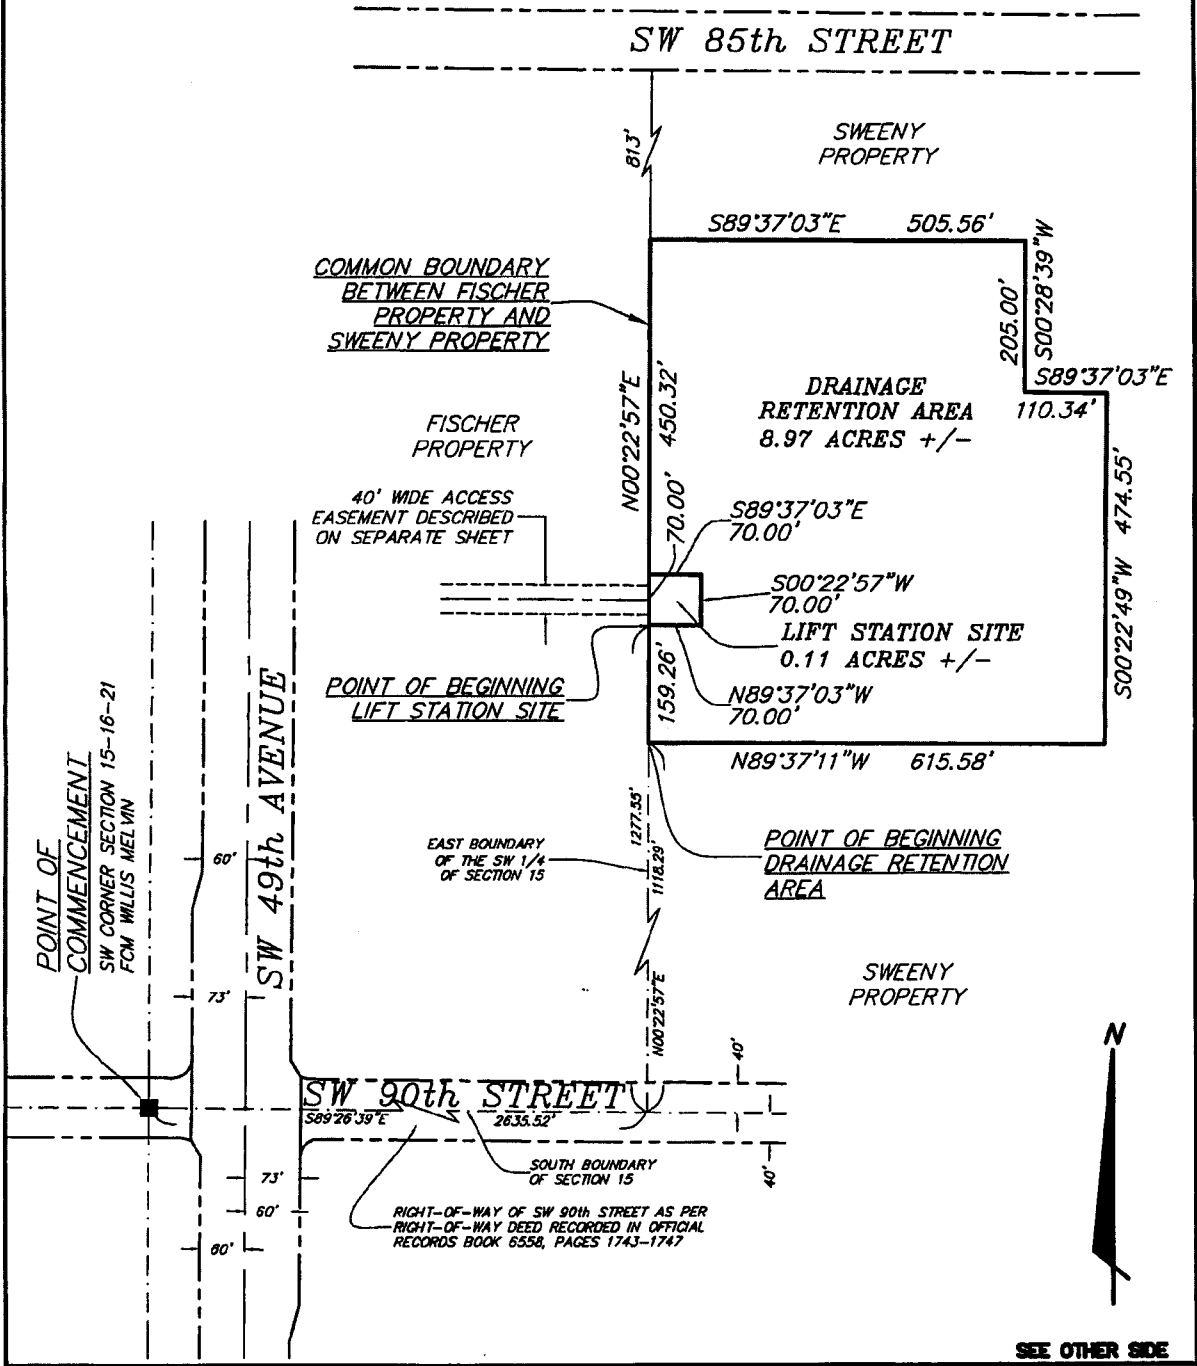 SW 85th STREET
813'
SWEENY
PROPERTY
S89°37'03"E 505.56'
COMMON BOUNDARY
BETWEEN FISCHER
PROPERTY AND
SWEENY PROPERTY
205.00'
S00°28'39"W
S89°37'03"E
110.34'
DRAINAGE
RETENTION AREA
8.97 ACRES +/-
N00°22'57"E
450.32'
FISCHER
PROPERTY
40' WIDE ACCESS
EASEMENT DESCRIBED
ON SEPARATE SHEET
70.00'
S89°37'03"E
70.00'
S00°22'57"W
70.00'
LIFT STATION SITE
0.11 ACRES +/-
S00°22'49"W 474.55'
POINT OF BEGINNING
LIFT STATION SITE
159.26'
N89°37'03"W
70.00'
N89°37'11"W 615.58'
POINT OF
COMMENCEMENT
SW CORNER SECTION 15-16-21
FCM WILLIS MELVIN
SW 49th AVENUE
60'
73'
EAST BOUNDARY
OF THE SW 1/4
OF SECTION 15
1277.55'
1118.29'
N00°22'57"E
POINT OF BEGINNING
DRAINAGE RETENTION
AREA
SWEENY
PROPERTY
N
40'
SW 90th STREET
S89°26'39"E 2635.52'
40'
SOUTH BOUNDARY
OF SECTION 15
73'
60'
60'
RIGHT-OF-WAY OF SW 90th STREET AS PER
RIGHT-OF-WAY DEED RECORDED IN OFFICIAL
RECORDS BOOK 6558, PAGES 1743-1747
SEE OTHER SIDE